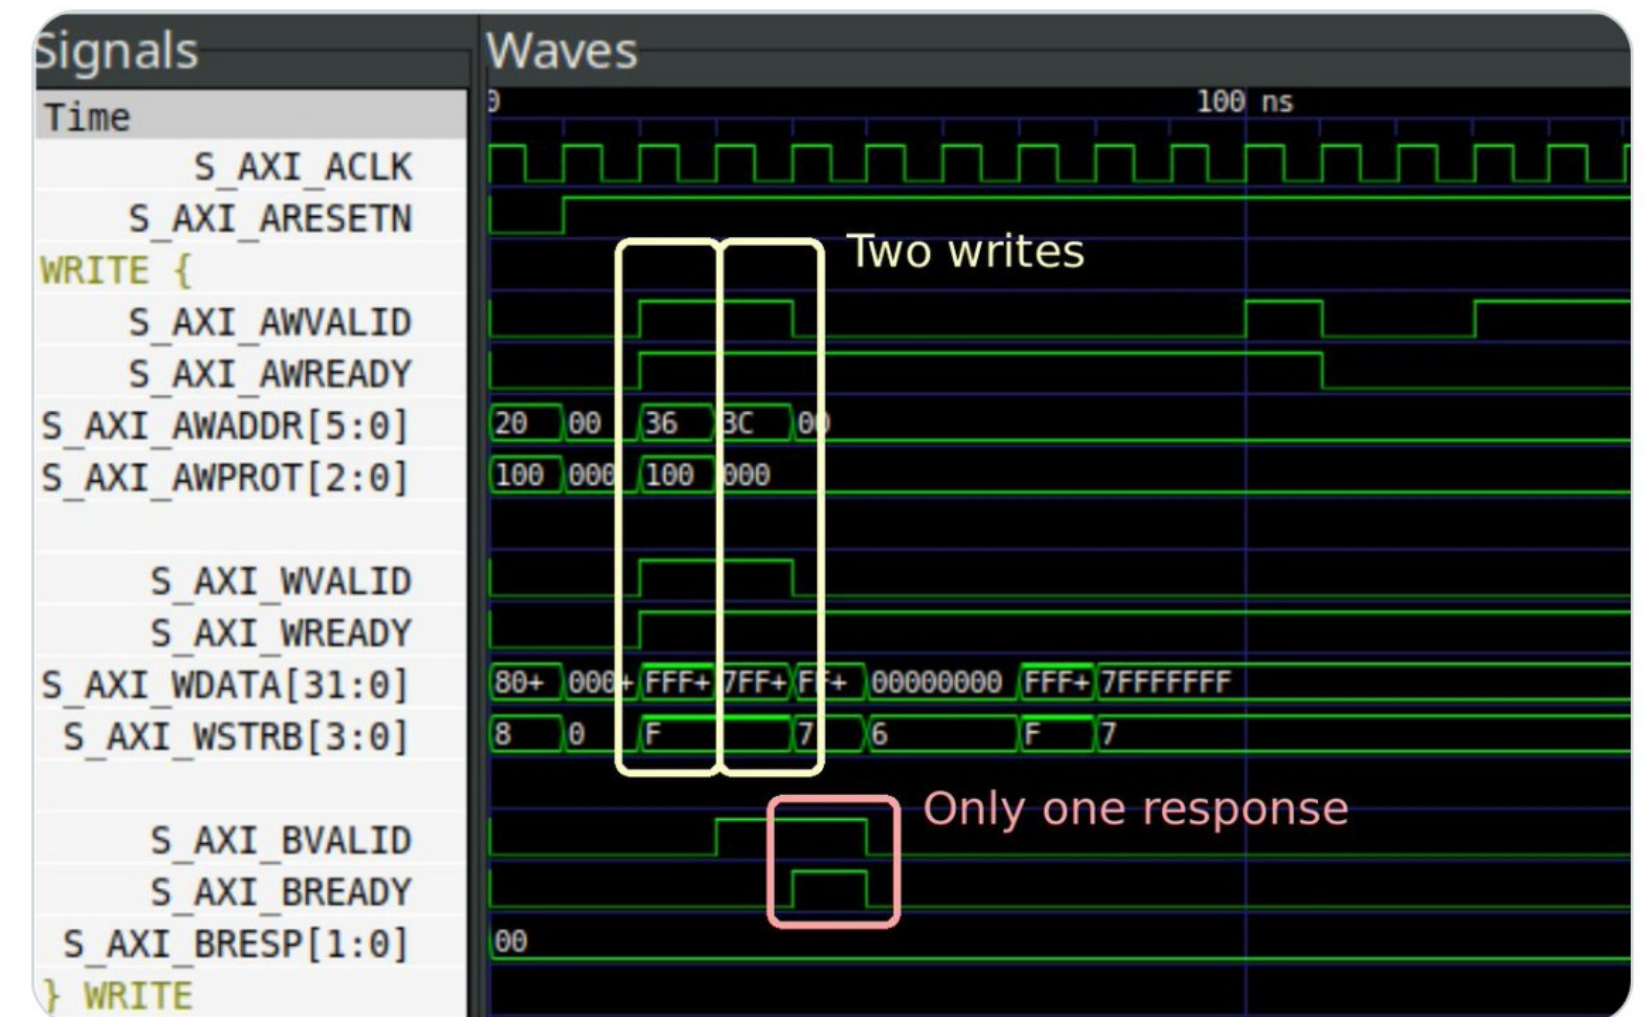 Signals
Waves
Time
0 100 ns
S_AXI_ACLK
S_AXI_ARESETN
WRITE {
Two writes
S_AXI_AWVALID
S_AXI_AWREADY
S_AXI_AWADDR[5:0] 20 00 36 3C 00
S_AXI_AWPROT[2:0] 100 000 100 000
S_AXI_WVALID
S_AXI_WREADY
S_AXI_WDATA[31:0] 80+ 000+ FFF+ 7FF+ FF+ 00000000 FFF+ 7FFFFFFF
S_AXI_WSTRB[3:0] 8 0 F 7 6 F 7
Only one response
S_AXI_BVALID
S_AXI_BREADY
S_AXI_BRESP[1:0] 00
} WRITE